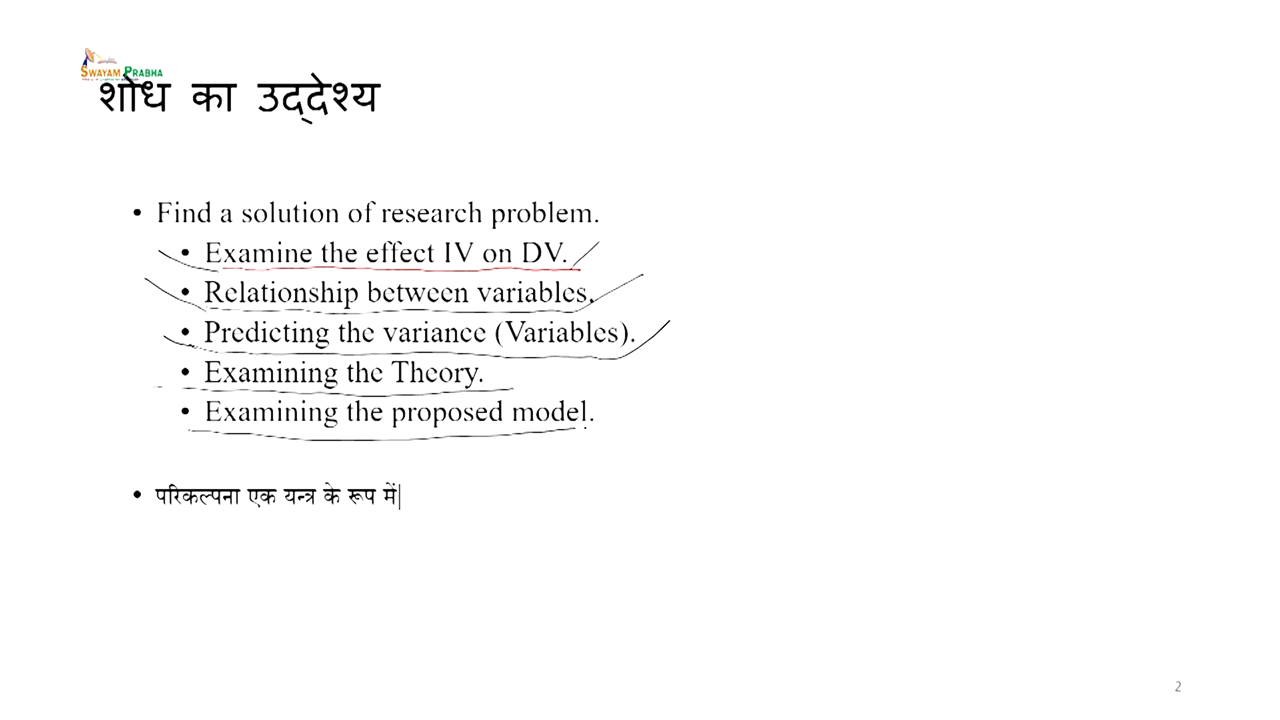 SWAYAM PRABHA
शोध का उद्देश्य
• Find a solution of research problem.
• Examine the effect IV on DV.
• Relationship between variables.
• Predicting the variance (Variables).
• Examining the Theory.
• Examining the proposed model.
• परिकल्पना एक यन्त्र के रूप में|
2